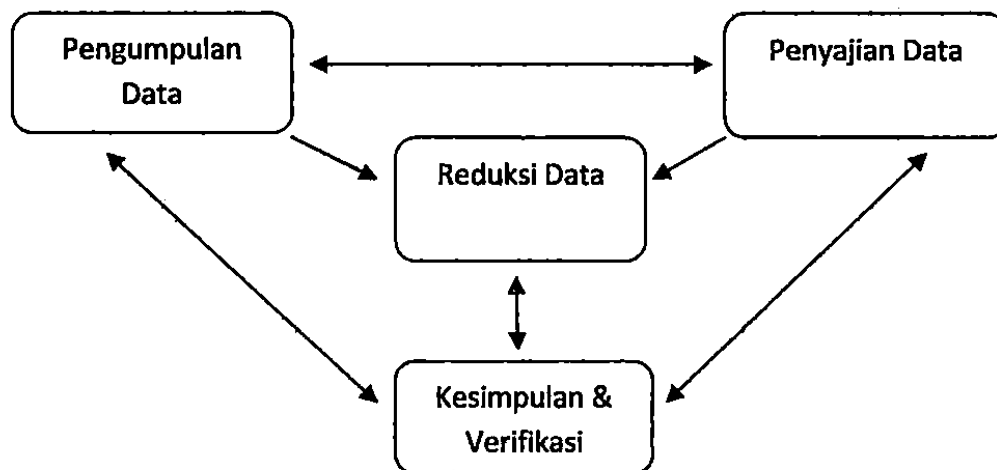 Pengumpulan
Data
Penyajian Data
Reduksi Data
Kesimpulan &
Verifikasi